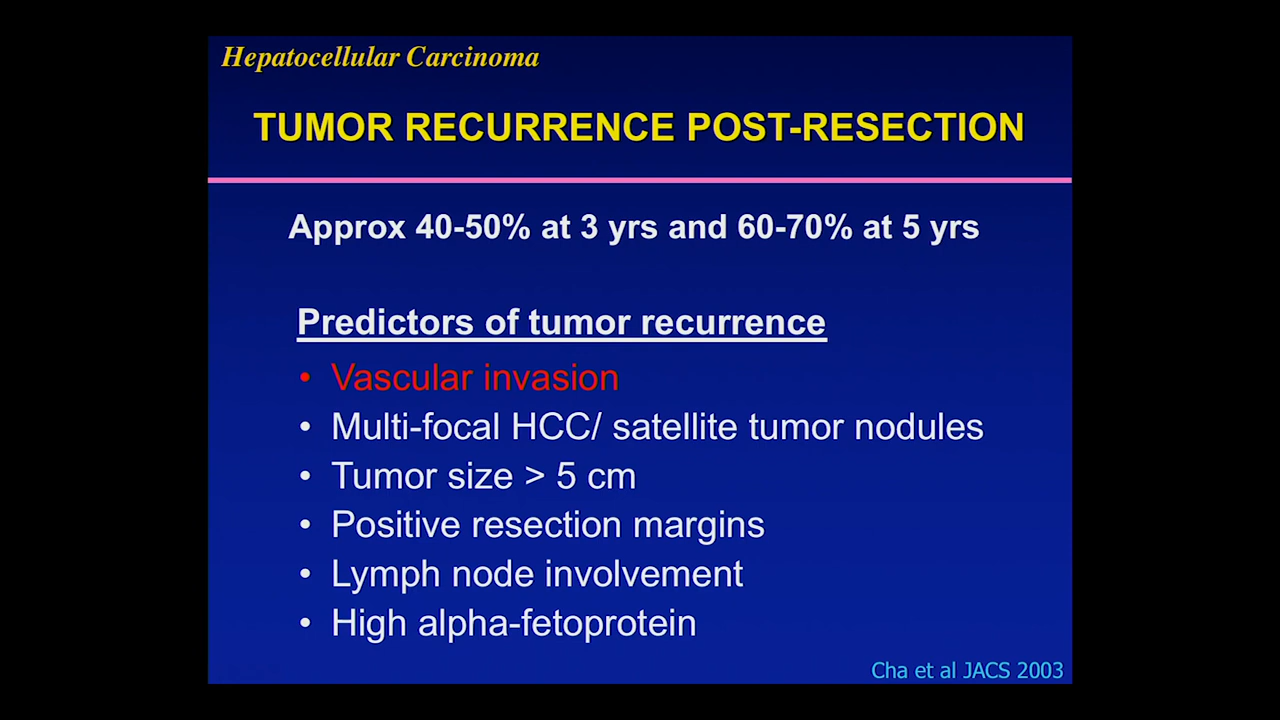 Hepatocellular Carcinoma
TUMOR RECURRENCE POST-RESECTION
Approx 40-50% at 3 yrs and 60-70% at 5 yrs
Predictors of tumor recurrence
• Vascular invasion
• Multi-focal HCC/ satellite tumor nodules
• Tumor size > 5 cm
• Positive resection margins
• Lymph node involvement
• High alpha-fetoprotein
Cha et al JACS 2003